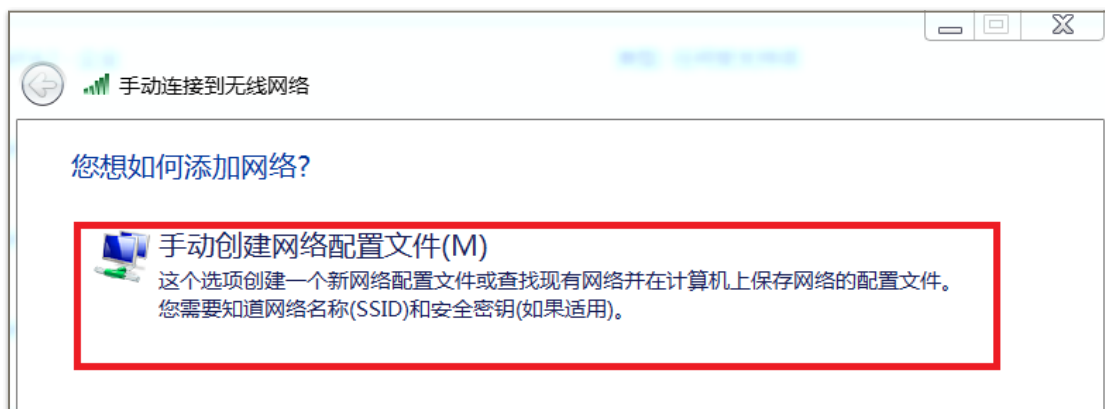 手动连接到无线网络
您想如何添加网络?
手动创建网络配置文件(M)
这个选项创建一个新网络配置文件或查找现有网络并在计算机上保存网络的配置文件。
您需要知道网络名称(SSID)和安全密钥(如果适用)。